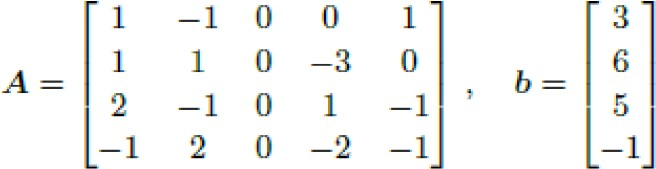 A = [ 1 −1 0 0 1
1 1 0 −3 0
2 −1 0 1 −1
−1 2 0 −2 −1 ] , b = [ 3
6
5
−1 ]